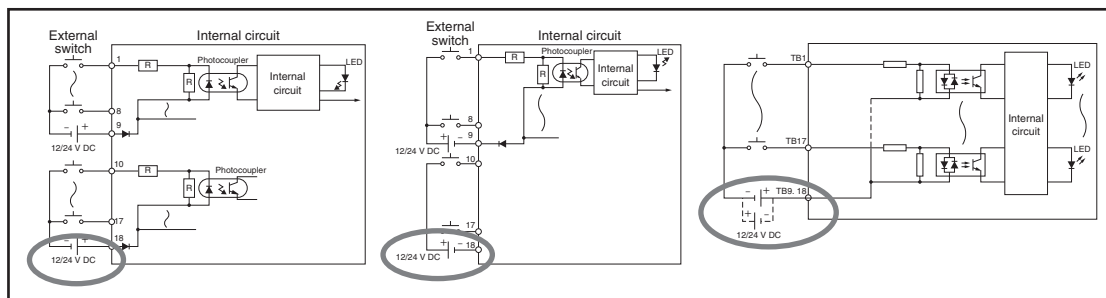 External
switch
Internal circuit
1
R
Photocoupler
R
Internal
circuit
LED
8
- +
9
12/24 V DC
10
R
Photocoupler
R
17
- +
18
12/24 V DC
External
switch
Internal circuit
1
R
Photocoupler
R
Internal
circuit
LED
8
+ -
9
12/24 V DC
10
17
+ -
18
12/24 V DC
TB1
LED
Internal
circuit
TB17
LED
- +
TB9. 18
+ -
12/24 V DC